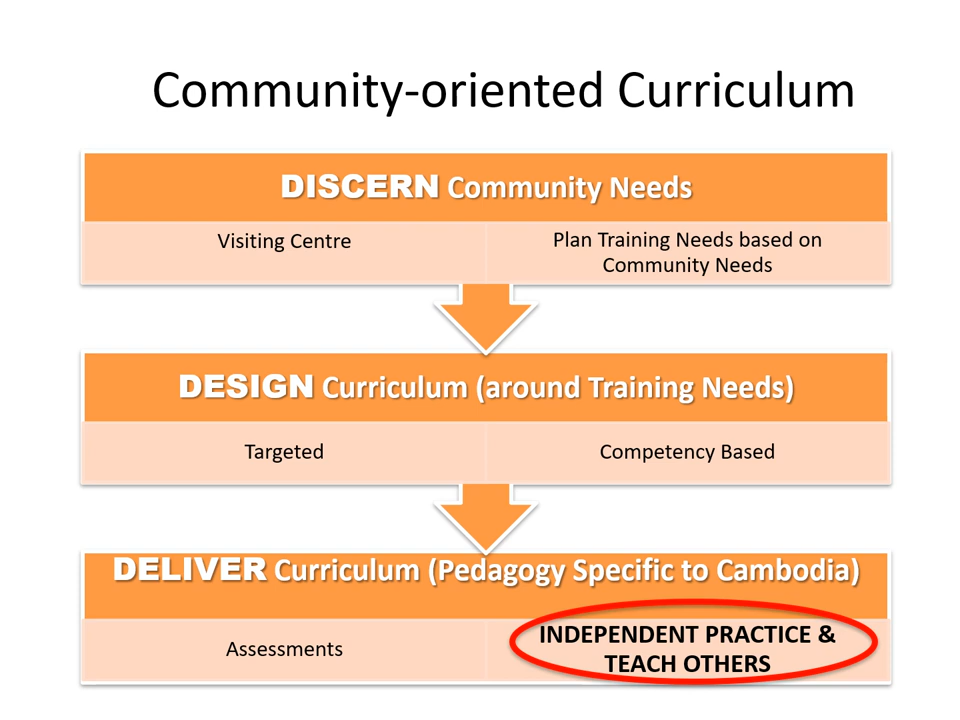 Community-oriented Curriculum
DISCERN Community Needs
Visiting Centre
Plan Training Needs based on
Community Needs
DESIGN Curriculum (around Training Needs)
Targeted
Competency Based
DELIVER Curriculum (Pedagogy Specific to Cambodia)
Assessments
INDEPENDENT PRACTICE &
TEACH OTHERS